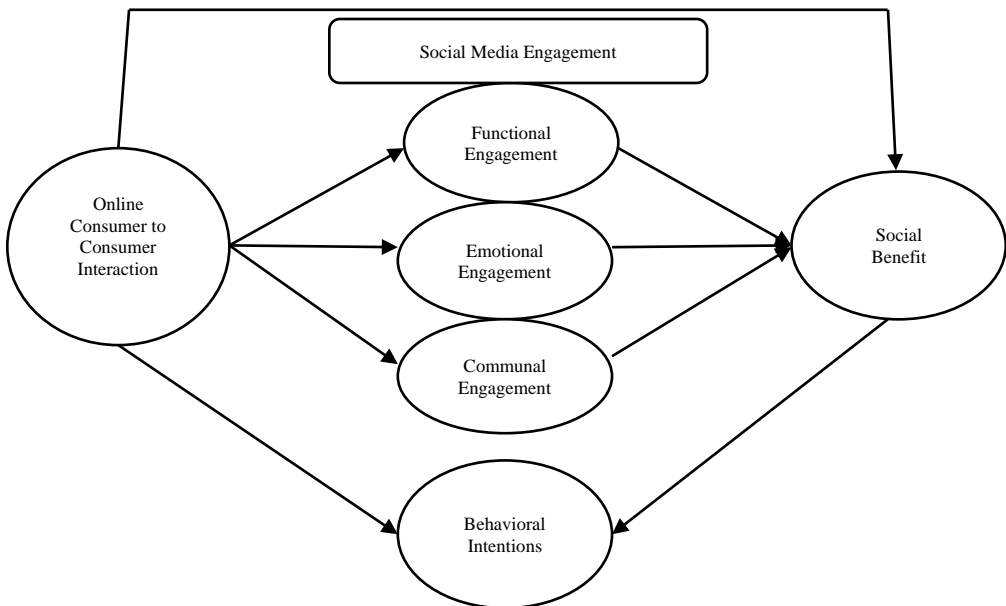 Social Media Engagement
Functional
Engagement
Online
Consumer to
Consumer
Interaction
Emotional
Engagement
Social
Benefit
Communal
Engagement
Behavioral
Intentions